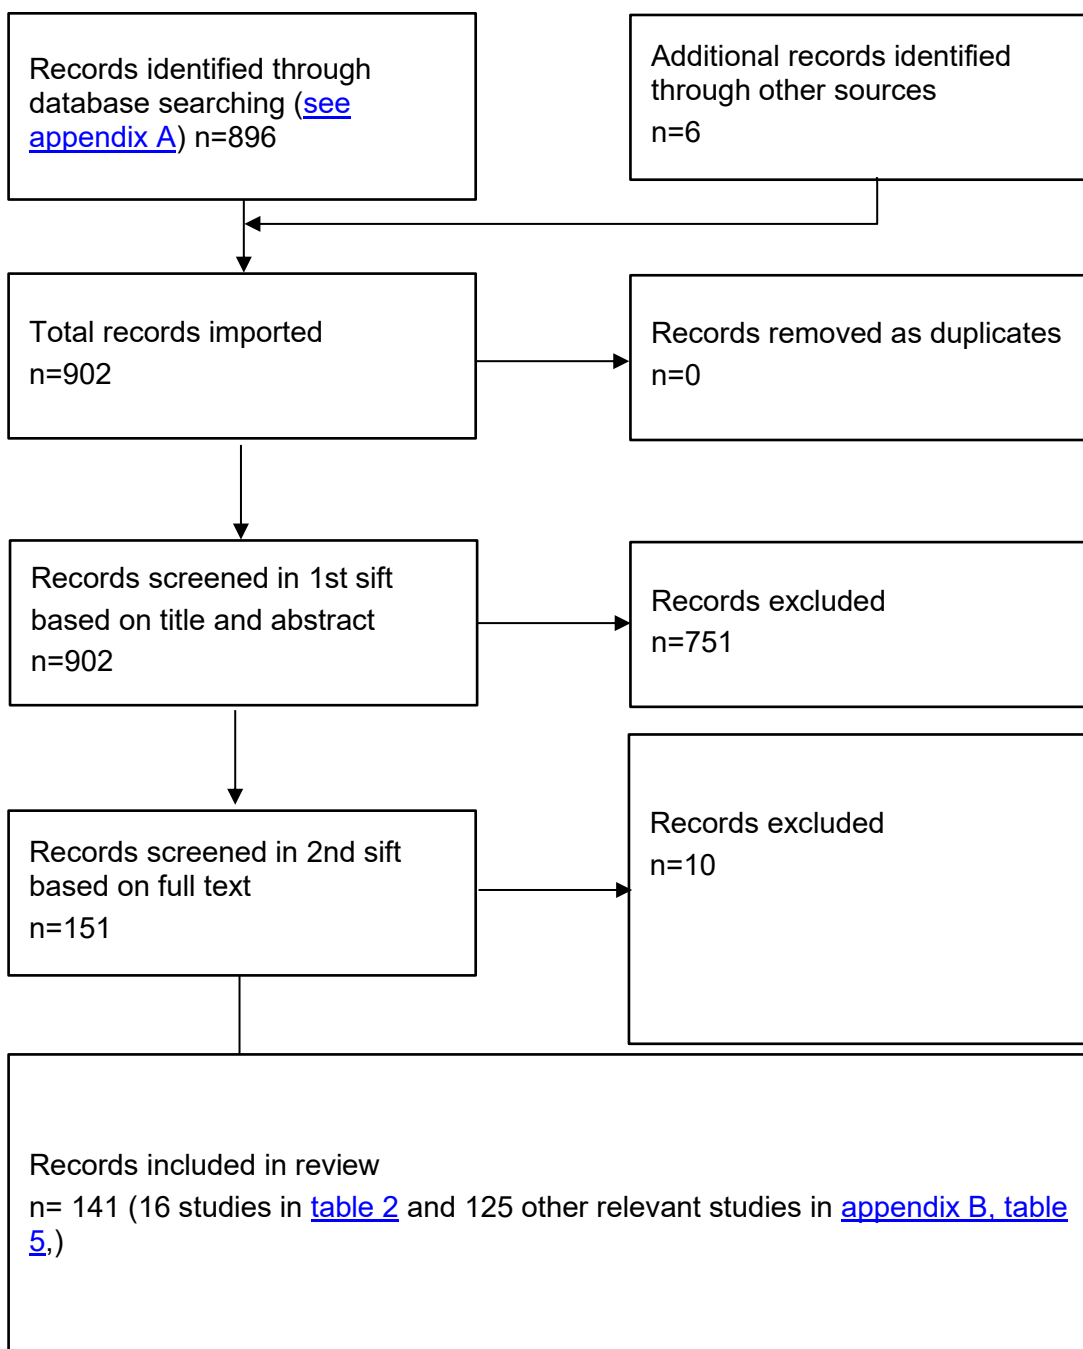 Records identified through
database searching (see
appendix A) n=896
Additional records identified
through other sources
n=6
Total records imported
n=902
Records removed as duplicates
n=0
Records screened in 1st sift
based on title and abstract
n=902
Records excluded
n=751
Records screened in 2nd sift
based on full text
n=151
Records excluded
n=10
Records included in review
n= 141 (16 studies in table 2 and 125 other relevant studies in appendix B, table
5,)